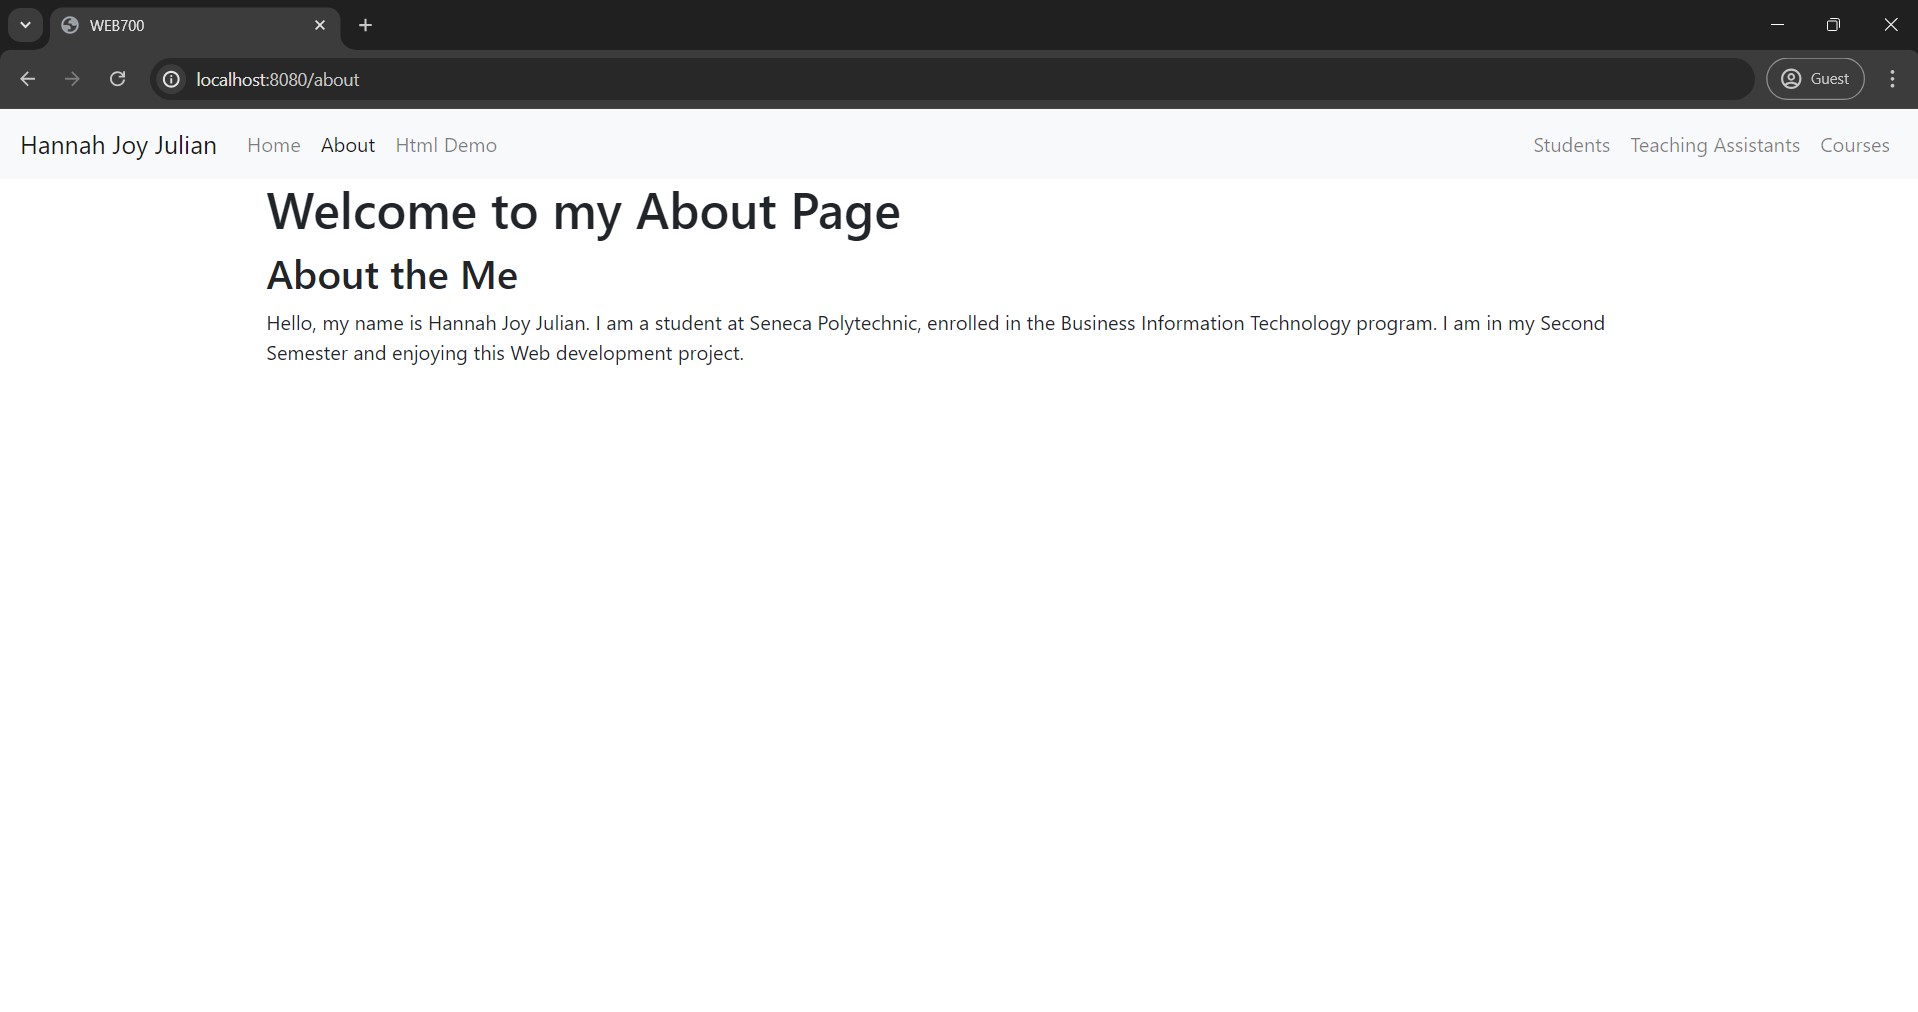 WEB700
localhost:8080/about
Guest
Hannah Joy Julian Home About Html Demo Students Teaching Assistants Courses
Welcome to my About Page
About the Me
Hello, my name is Hannah Joy Julian. I am a student at Seneca Polytechnic, enrolled in the Business Information Technology program. I am in my Second
Semester and enjoying this Web development project.